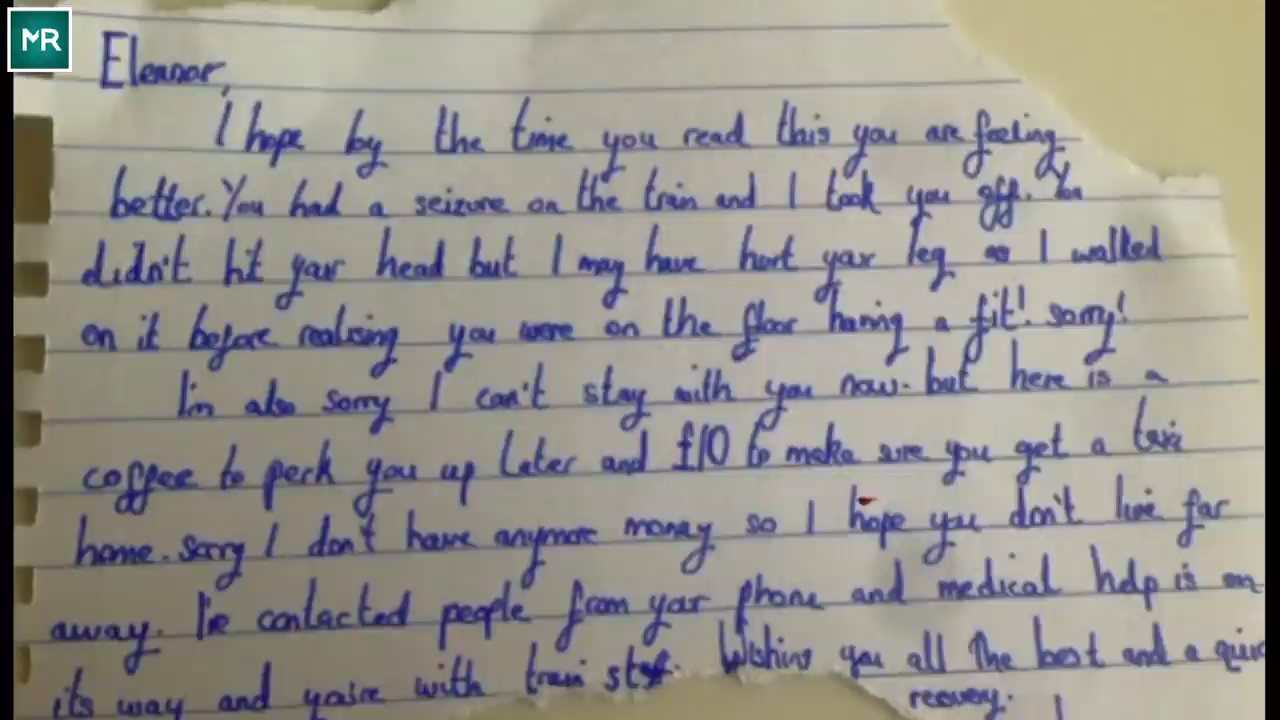 MR
Eleanor,
I hope by the time you read this you are feeling
better. You had a seizure on the train and I took you off. You
didn't hit your head but I may have hurt your leg as I walked
on it before realising you were on the floor having a fit! sorry!
I'm also sorry I can't stay with you now. but here is a
coffee to perk you up later and £10 to make sure you get a taxi
home. Sorry I don't have anymore money so I hope you don't live far
away. I've contacted people from your phone and medical help is on
its way and you're with train staff. Wishing you all the best and a quick
recovery.